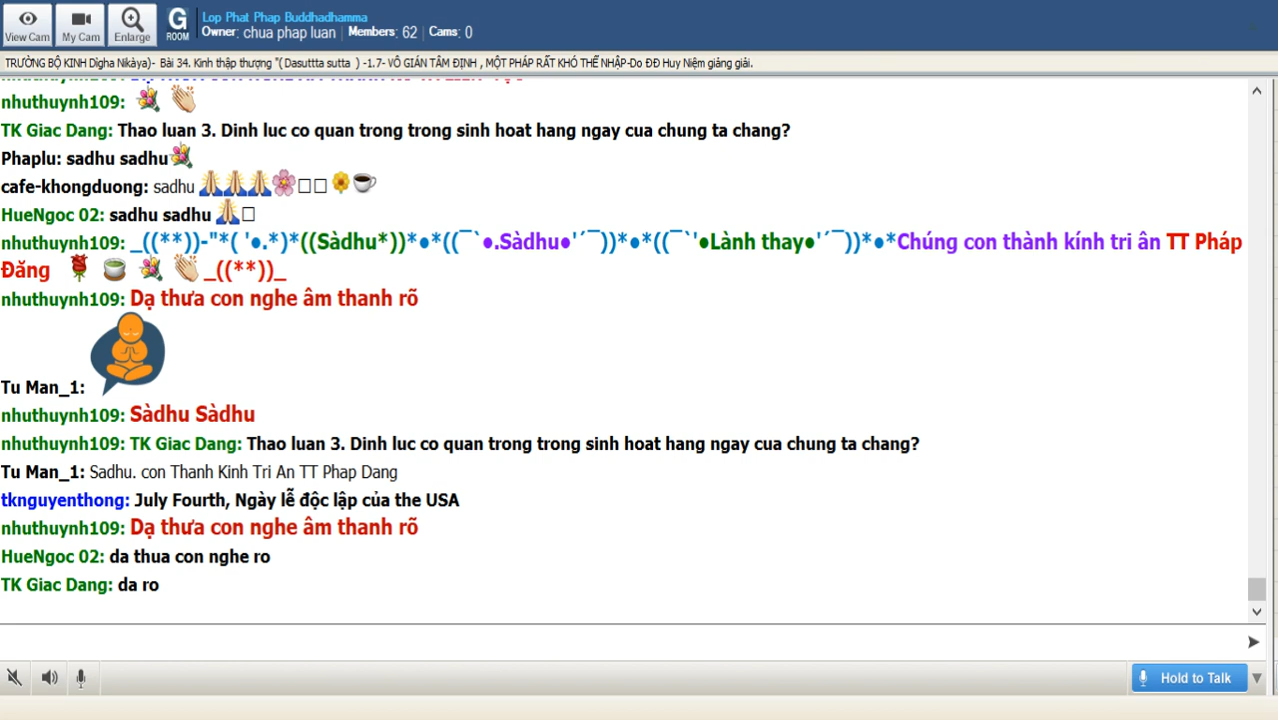 Lop Phat Phap Buddhadhamma
Owner: chua phap luan | Members: 62 | Cams: 0
View Cam
My Cam
Enlarge
G
ROOM
TRƯỜNG BỘ KINH Digha Nikàya)- Bài 34. Kinh thập thượng "( Dasuttta sutta ) -1.7- VÔ GIÁN TÂM ĐỊNH , MỘT PHÁP RẤT KHÓ THỂ NHẬP-Do ĐĐ Huy Niệm giảng giải.
nhuthuynh109:
TK Giac Dang: Thao luan 3. Dinh luc co quan trong trong sinh hoat hang ngay cua chung ta chang?
Phaplu: sadhu sadhu
cafe-khongduong: sadhu
HueNgoc 02: sadhu sadhu
nhuthuynh109: _((**))-"*( '●.*)*((Sàdhu*))*●*((¯`●.Sàdhu●'´¯))*●*((¯`'●Lành thay●'´¯))*●*Chúng con thành kính tri ân TT Pháp
Đăng _((**))_
nhuthuynh109: Dạ thưa con nghe âm thanh rõ
Tu Man_1:
nhuthuynh109: Sàdhu Sàdhu
nhuthuynh109: TK Giac Dang: Thao luan 3. Dinh luc co quan trong trong sinh hoat hang ngay cua chung ta chang?
Tu Man_1: Sadhu. con Thanh Kinh Tri An TT Phap Dang
tknguyenthong: July Fourth, Ngày lễ độc lập của the USA
nhuthuynh109: Dạ thưa con nghe âm thanh rõ
HueNgoc 02: da thua con nghe ro
TK Giac Dang: da ro
Hold to Talk